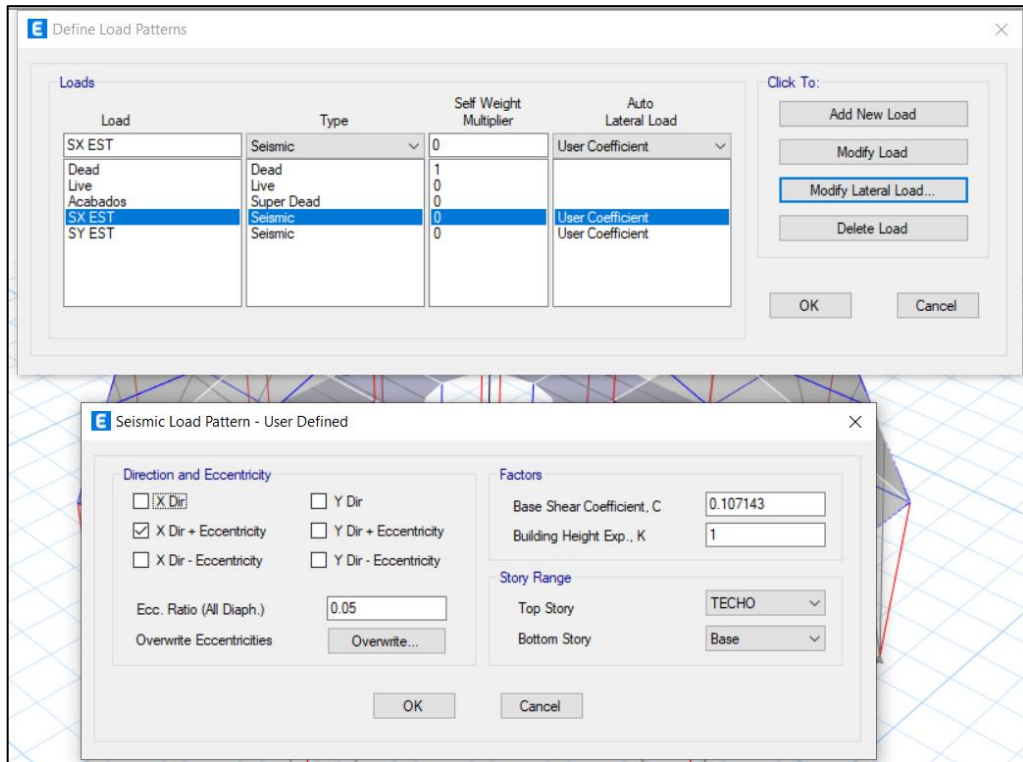 E Define Load Patterns
Loads
Click To:
Load Type Self Weight Multiplier Auto Lateral Load
SX EST Seismic 0 User Coefficient
Dead Dead 1
Live Live 0
Acabados Super Dead 0
SX EST Seismic 0 User Coefficient
SY EST Seismic 0 User Coefficient
Add New Load
Modify Load
Modify Lateral Load...
Delete Load
OK Cancel
E Seismic Load Pattern - User Defined
Direction and Eccentricity
X Dir Y Dir
X Dir + Eccentricity Y Dir + Eccentricity
X Dir - Eccentricity Y Dir - Eccentricity
Ecc. Ratio (All Diaph.) 0.05
Overwrite Eccentricities Overwrite...
Factors
Base Shear Coefficient, C 0.107143
Building Height Exp., K 1
Story Range
Top Story TECHO
Bottom Story Base
OK Cancel